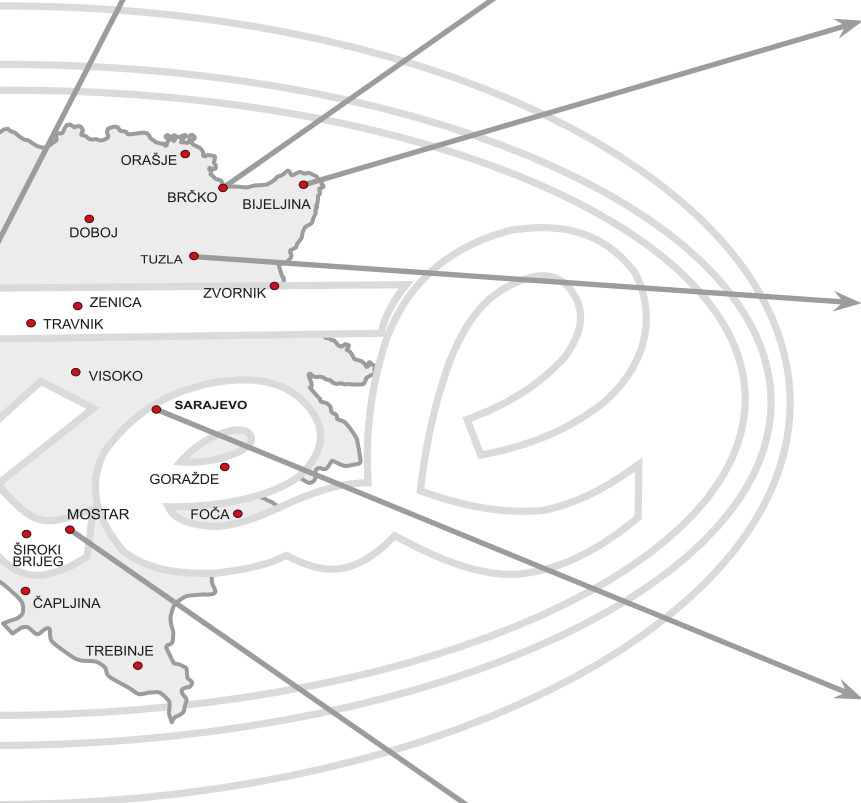 ORAŠJE
BRČKO
BIJELJINA
DOBOJ
TUZLA
ZVORNIK
ZENICA
TRAVNIK
VISOKO
SARAJEVO
GORAŽDE
MOSTAR
FOČA
ŠIROKI
BRIJEG
ČAPLJINA
TREBINJE